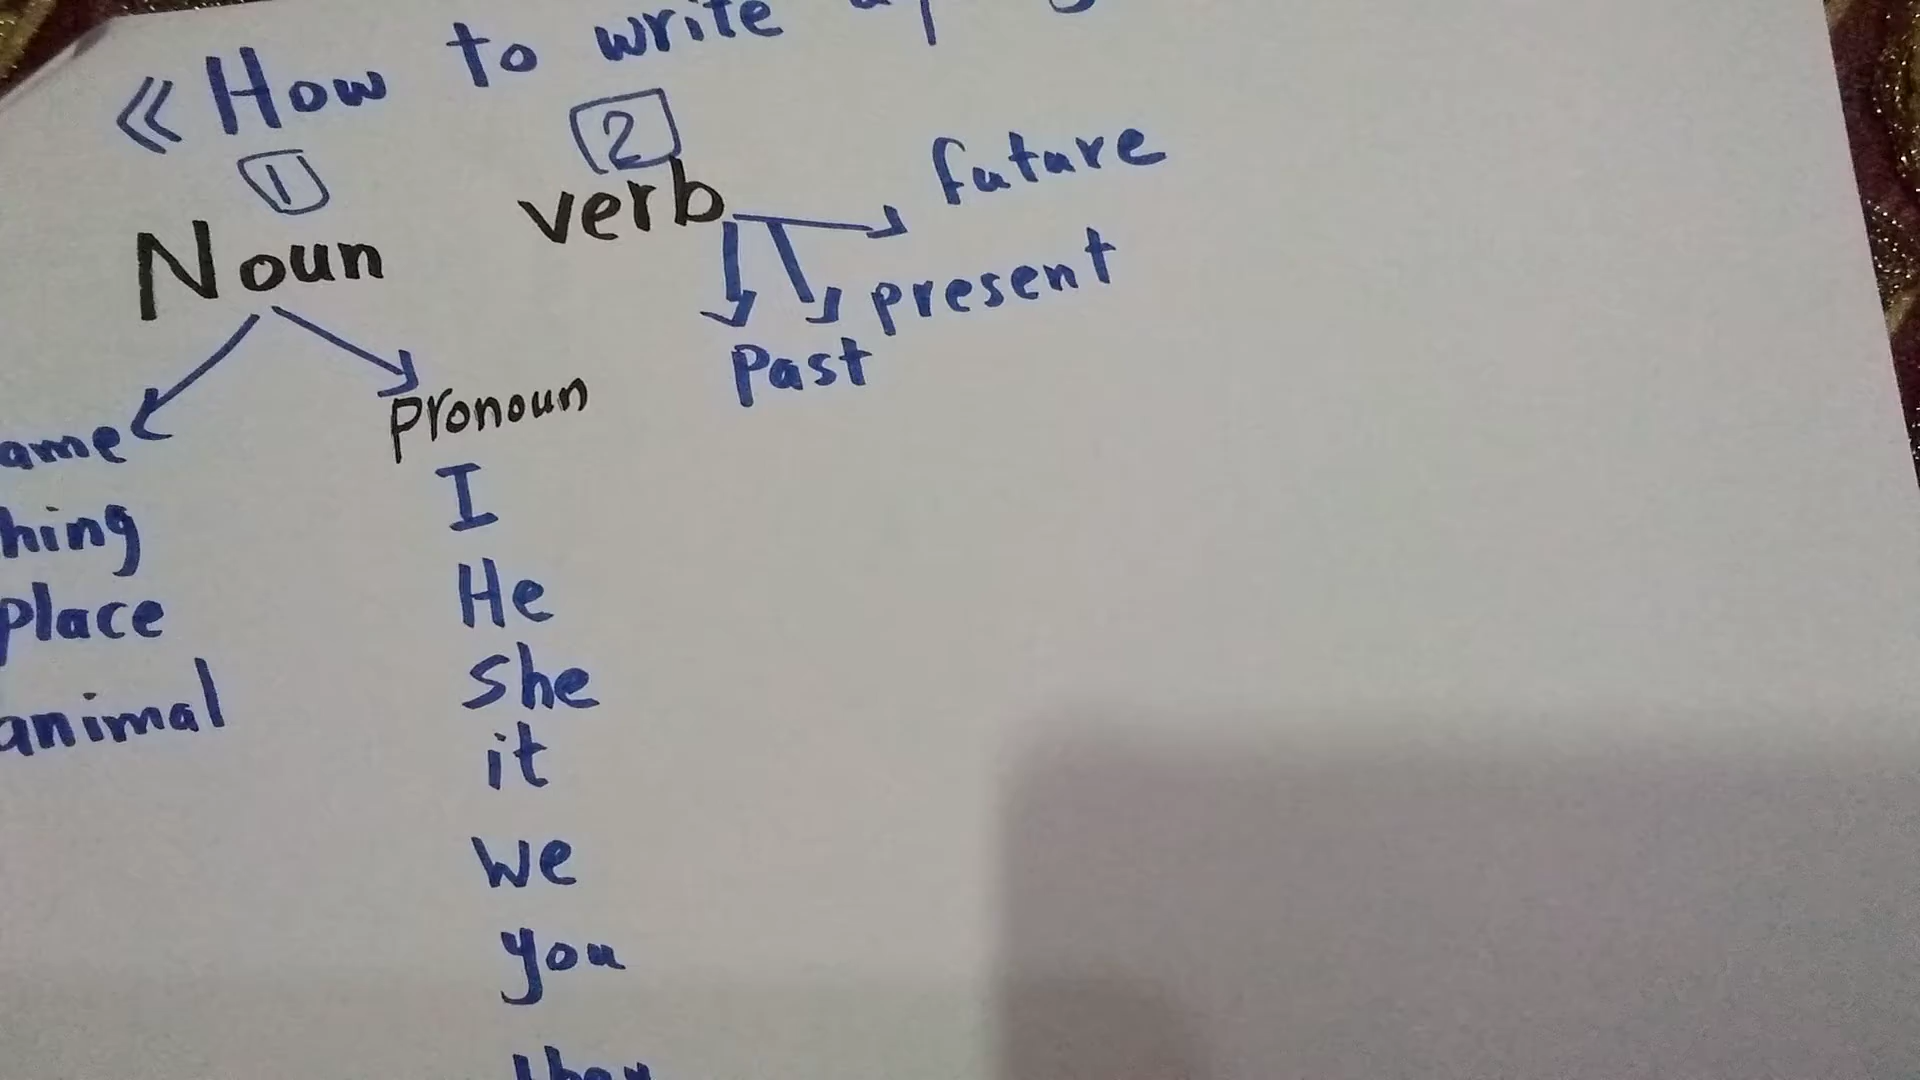 «How to write a
1
2
Noun
verb
future
present
Past
ame
Pronoun
hing
I
place
He
animal
she
it
we
you
they